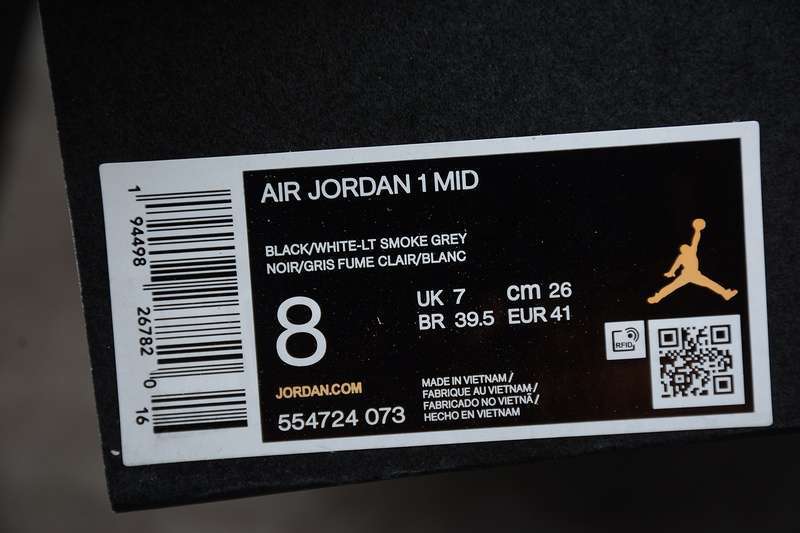 AIR JORDAN 1 MID
BLACK/WHITE-LT SMOKE GREY
NOIR/GRIS FUME CLAIR/BLANC
8
UK 7 cm 26
BR 39.5 EUR 41
RFID
JORDAN.COM
554724 073
MADE IN VIETNAM /
FABRIQUE AU VIETNAM/
FABRICADO NO VIETNÃ /
HECHO EN VIETNAM
1 94498 26782 0 16